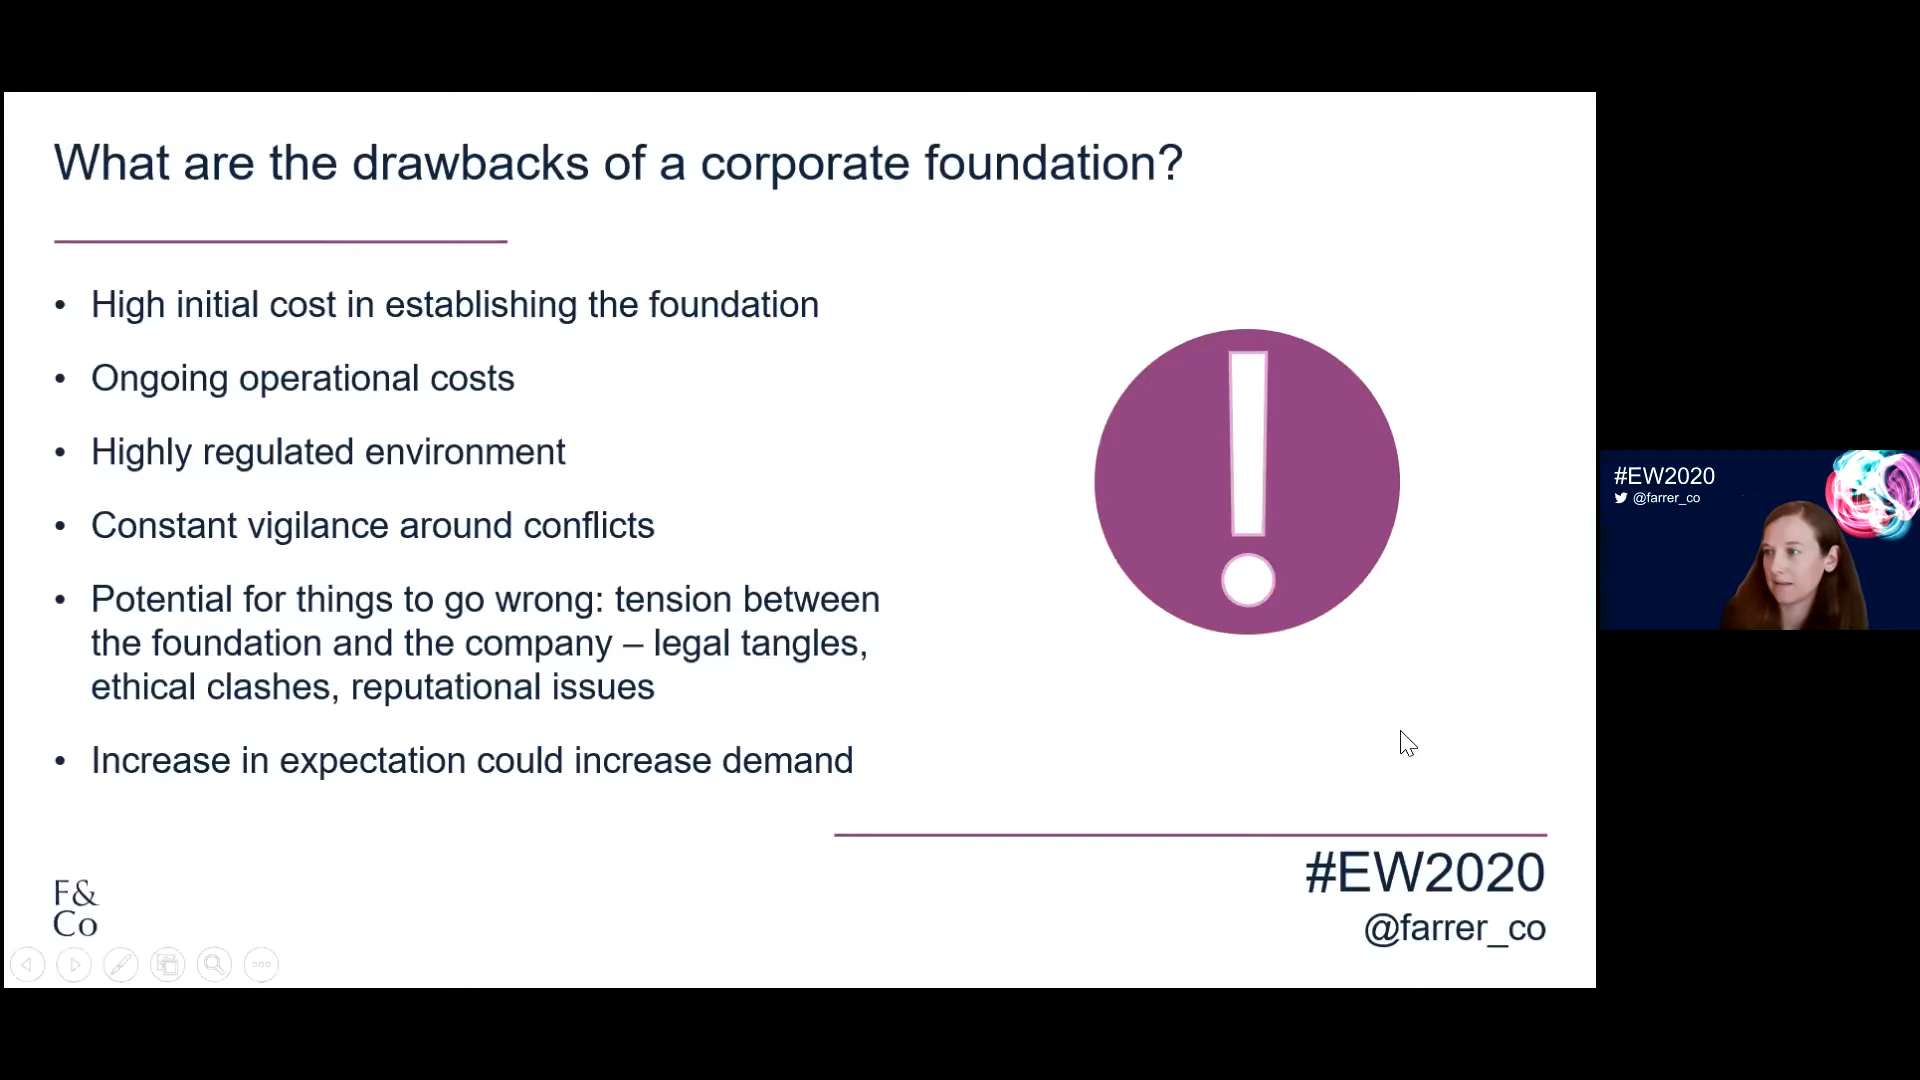 What are the drawbacks of a corporate foundation?
• High initial cost in establishing the foundation
• Ongoing operational costs
• Highly regulated environment
• Constant vigilance around conflicts
• Potential for things to go wrong: tension between
the foundation and the company – legal tangles,
ethical clashes, reputational issues
• Increase in expectation could increase demand
#EW2020
@farrer_co
F&
Co
#EW2020
@farrer_co